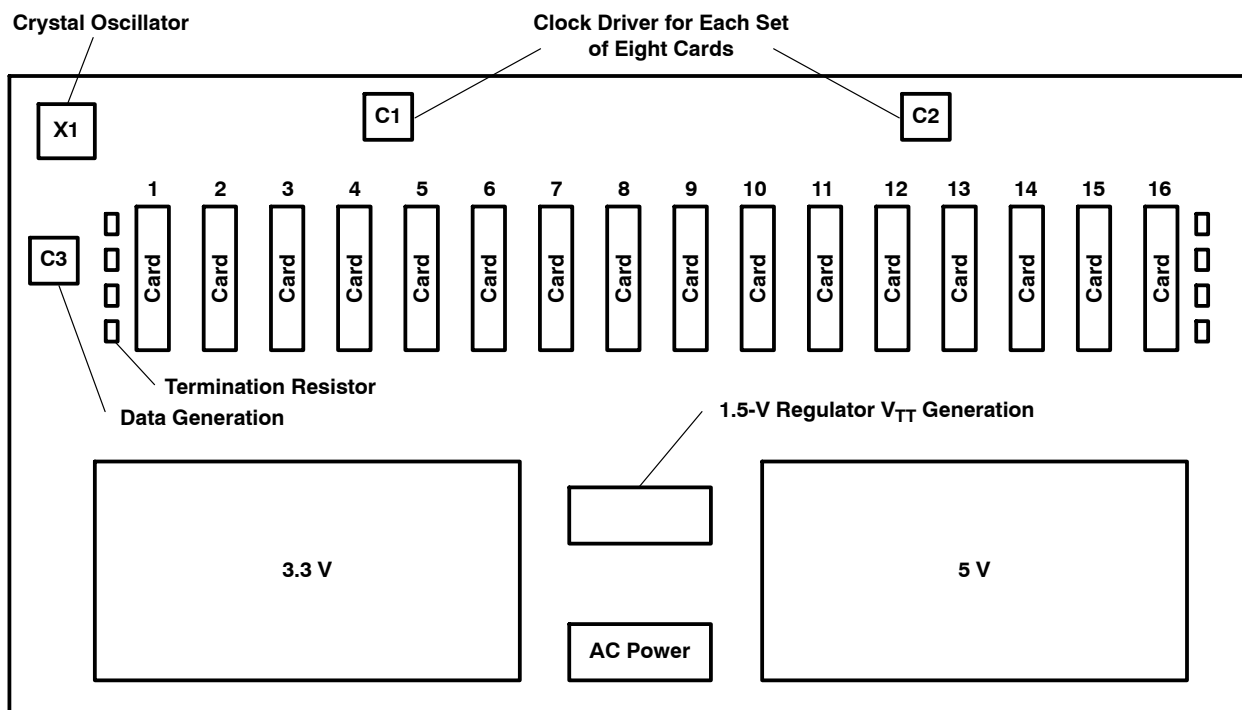 Crystal Oscillator
Clock Driver for Each Set
of Eight Cards
X1
C1
C2
1 2 3 4 5 6 7 8 9 10 11 12 13 14 15 16
C3
Card Card Card Card Card Card Card Card Card Card Card Card Card Card Card Card
Termination Resistor
Data Generation
1.5-V Regulator VTT Generation
3.3 V
5 V
AC Power